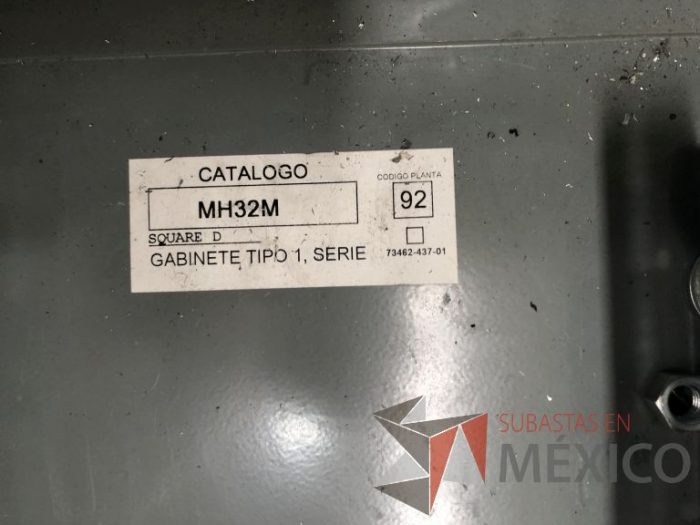 CATALOGO
CODIGO PLANTA
MH32M
92
SQUARE D
GABINETE TIPO 1, SERIE
73462-437-01
SUBASTAS EN
MÉXICO